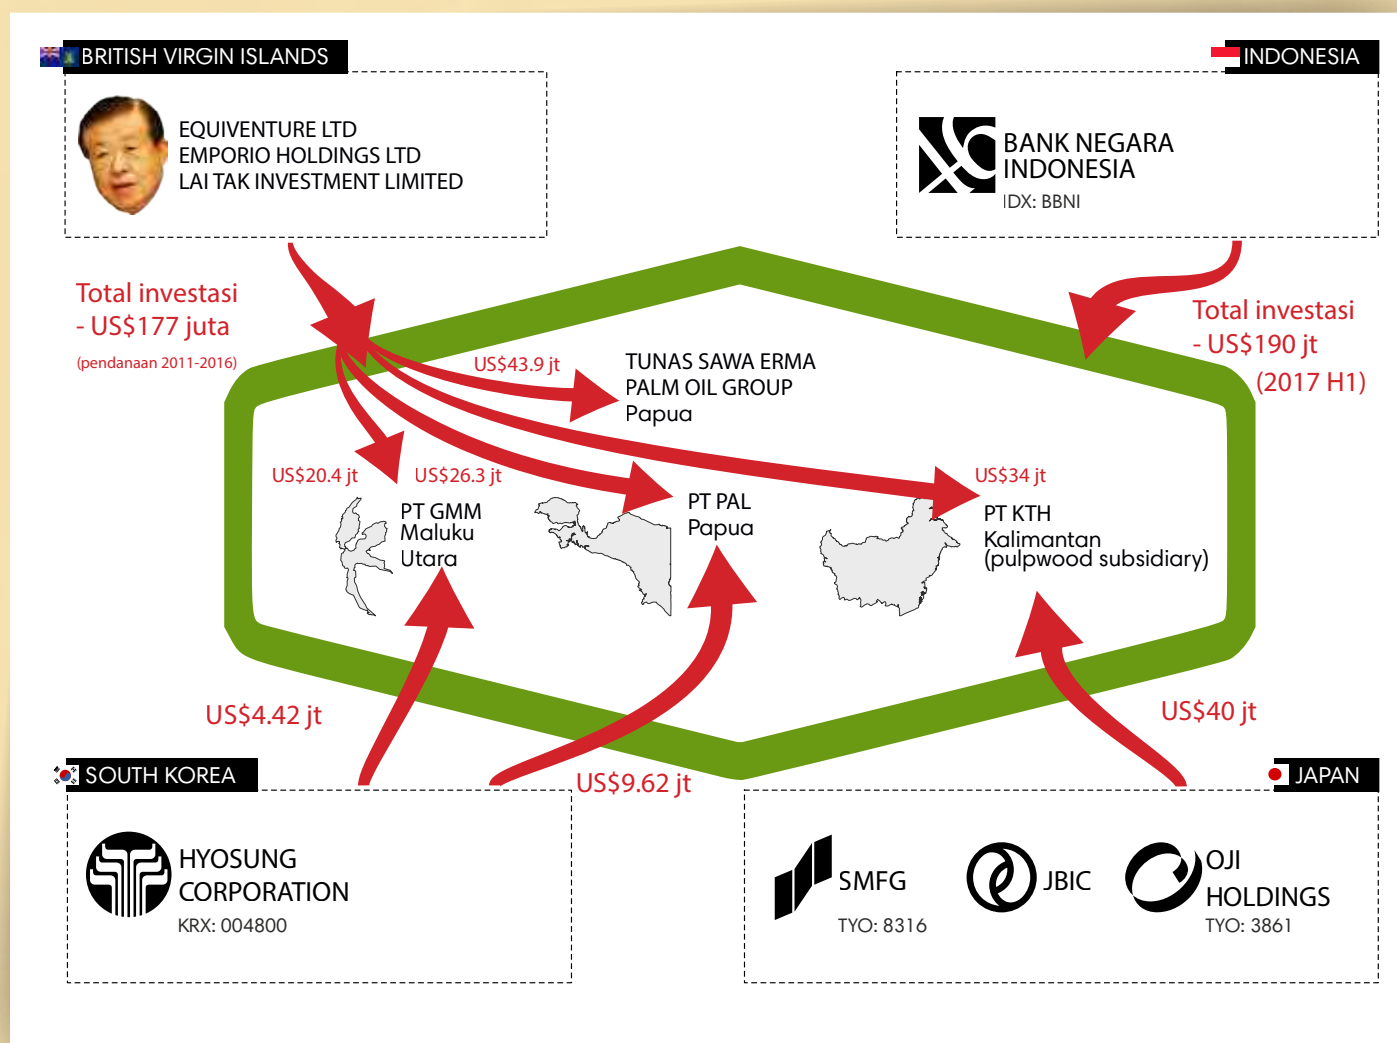 BRITISH VIRGIN ISLANDS
EQUIVENTURE LTD
EMPORIO HOLDINGS LTD
LAI TAK INVESTMENT LIMITED
INDONESIA
BANK NEGARA
INDONESIA
IDX: BBNI
Total investasi
- US$177 juta
(pendanaan 2011-2016)
Total investasi
- US$190 jt
(2017 H1)
US$43.9 jt
TUNAS SAWA ERMA
PALM OIL GROUP
Papua
US$20.4 jt
PT GMM
Maluku
Utara
US$26.3 jt
PT PAL
Papua
US$34 jt
PT KTH
Kalimantan
(pulpwood subsidiary)
US$4.42 jt
US$9.62 jt
US$40 jt
SOUTH KOREA
HYOSUNG
CORPORATION
KRX: 004800
JAPAN
SMFG
TYO: 8316
JBIC
OJI
HOLDINGS
TYO: 3861